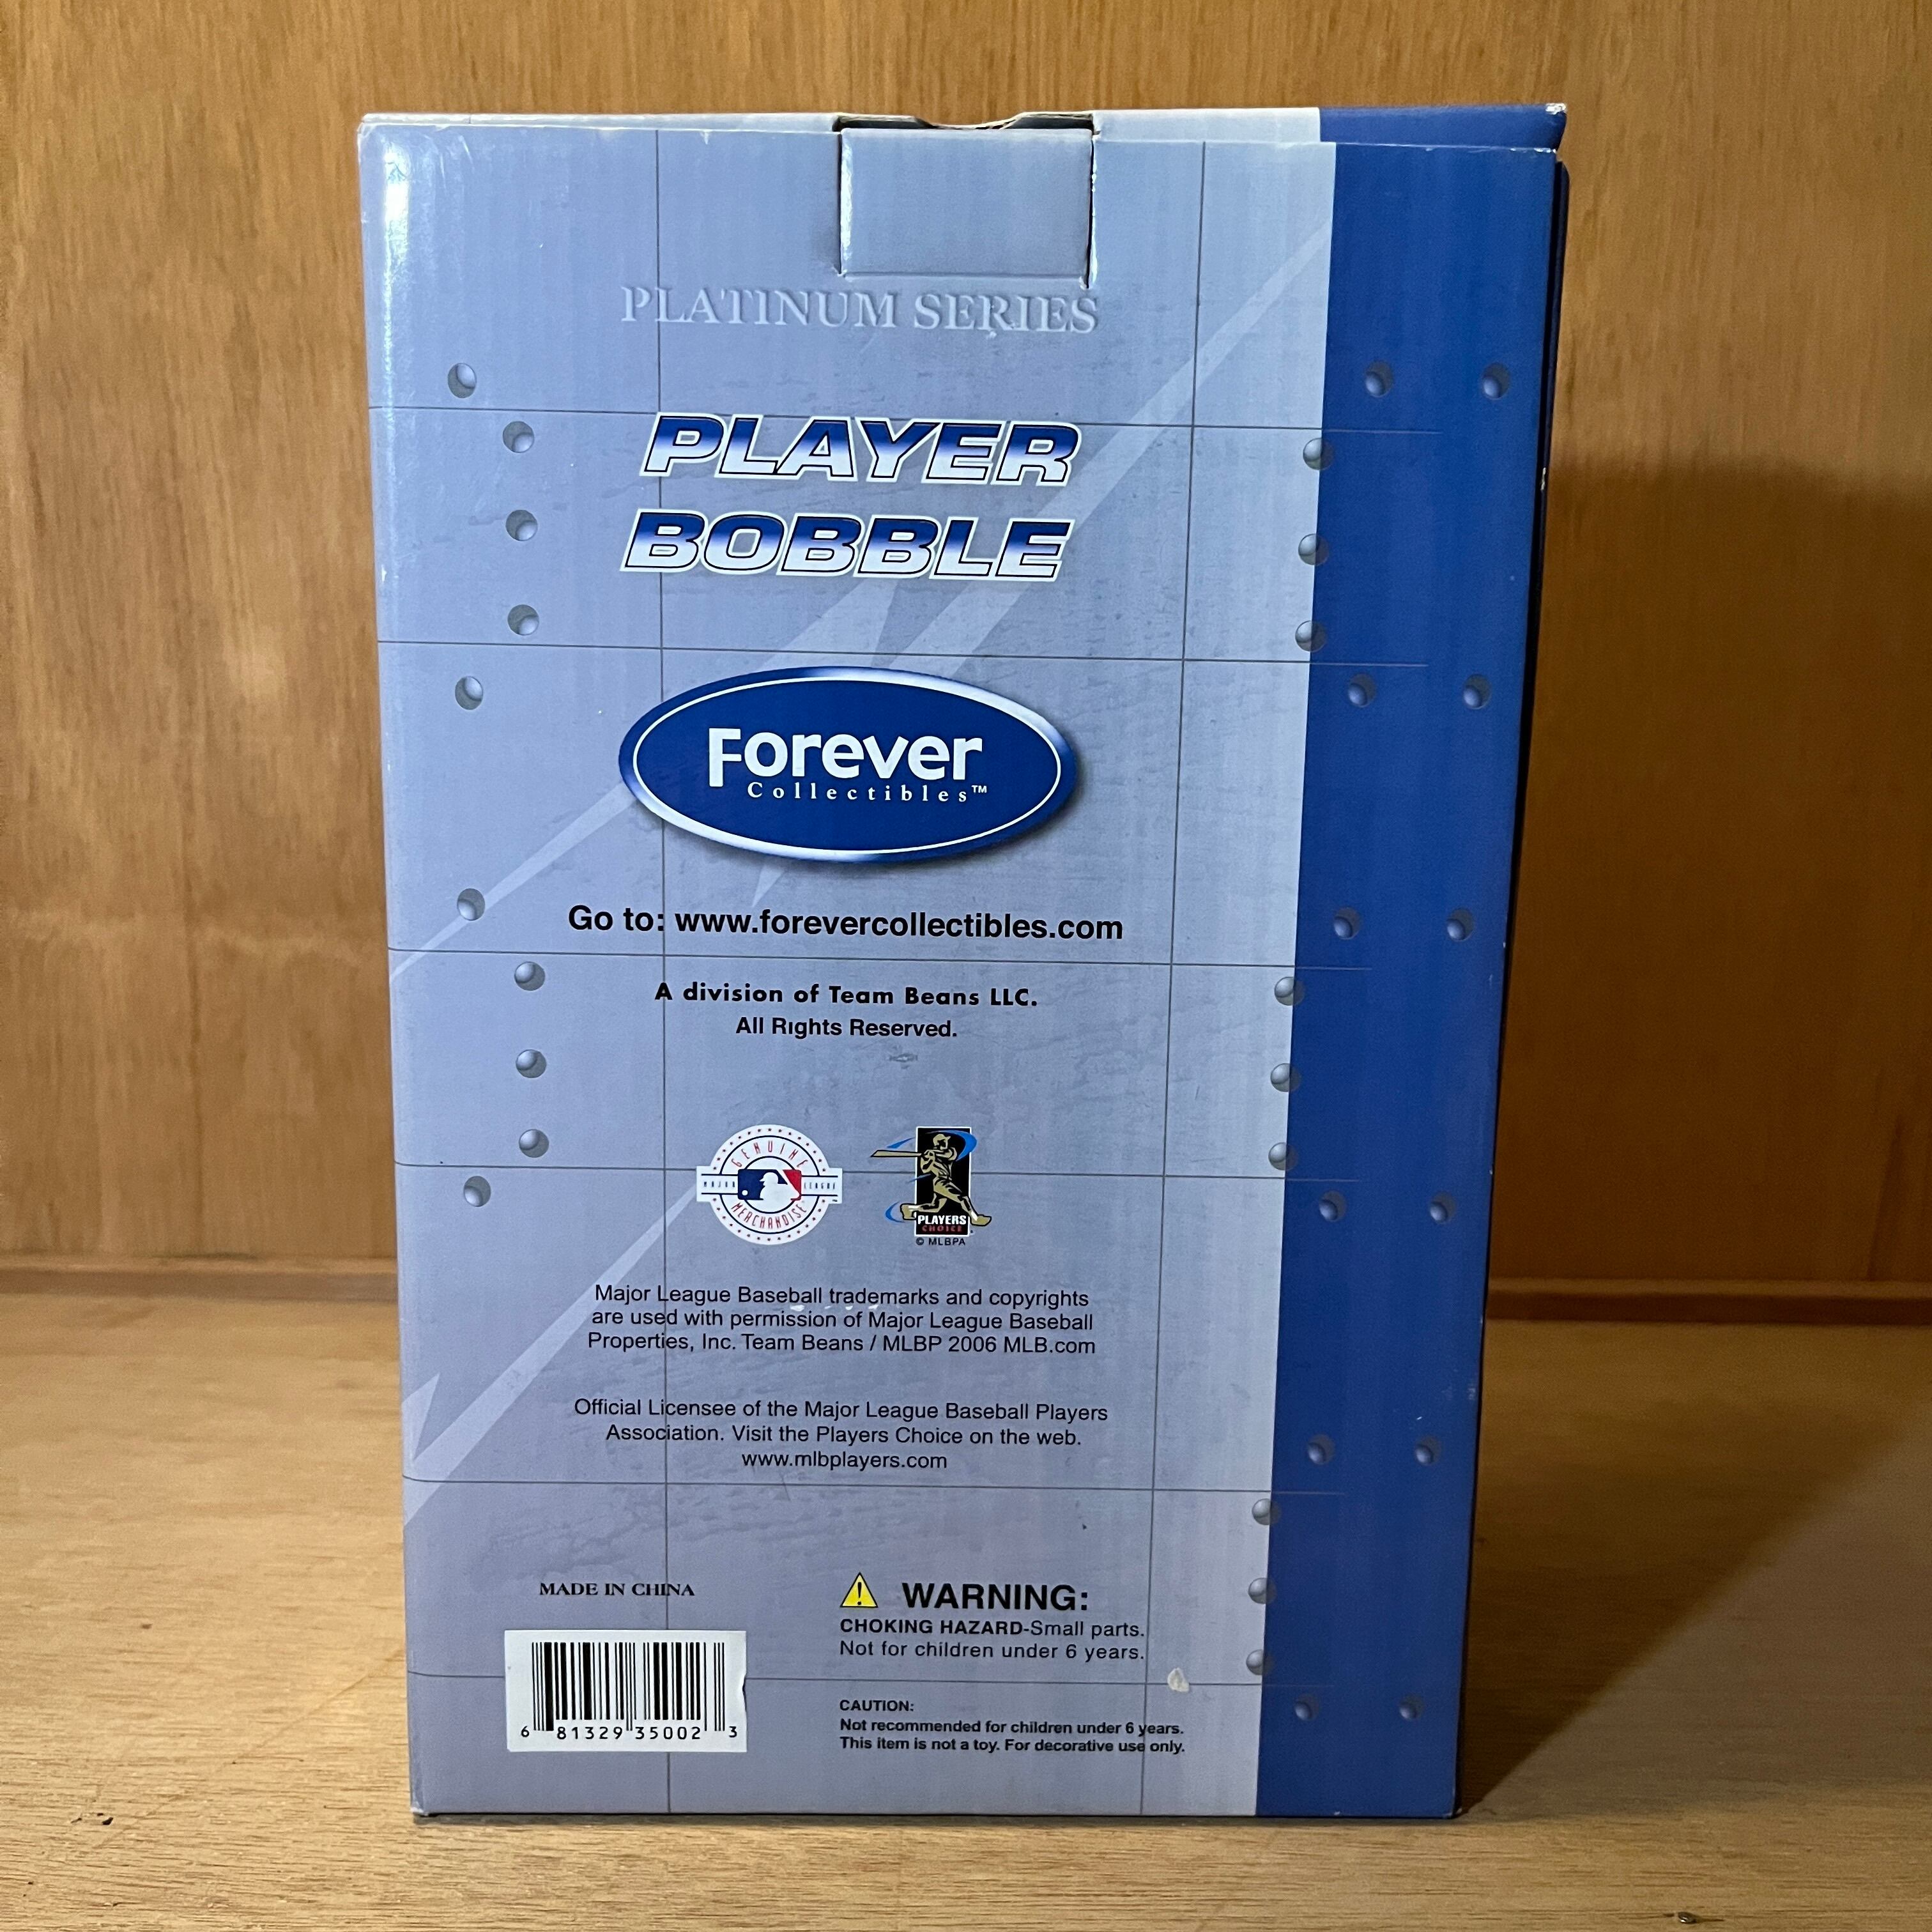 PLATINUM SERIES
PLAYER
BOBBLE
Forever
Collectibles™
Go to: www.forevercollectibles.com
A division of Team Beans LLC.
All Rights Reserved.
GENUINE
MAJOR LEAGUE
MERCHANDISE
PLAYERS
CHOICE
© MLBPA
Major League Baseball trademarks and copyrights
are used with permission of Major League Baseball
Properties, Inc. Team Beans / MLBP 2006 MLB.com
Official Licensee of the Major League Baseball Players
Association. Visit the Players Choice on the web.
www.mlbplayers.com
MADE IN CHINA
6 81329 35002 3
WARNING:
CHOKING HAZARD-Small parts.
Not for children under 6 years.
CAUTION:
Not recommended for children under 6 years.
This item is not a toy. For decorative use only.